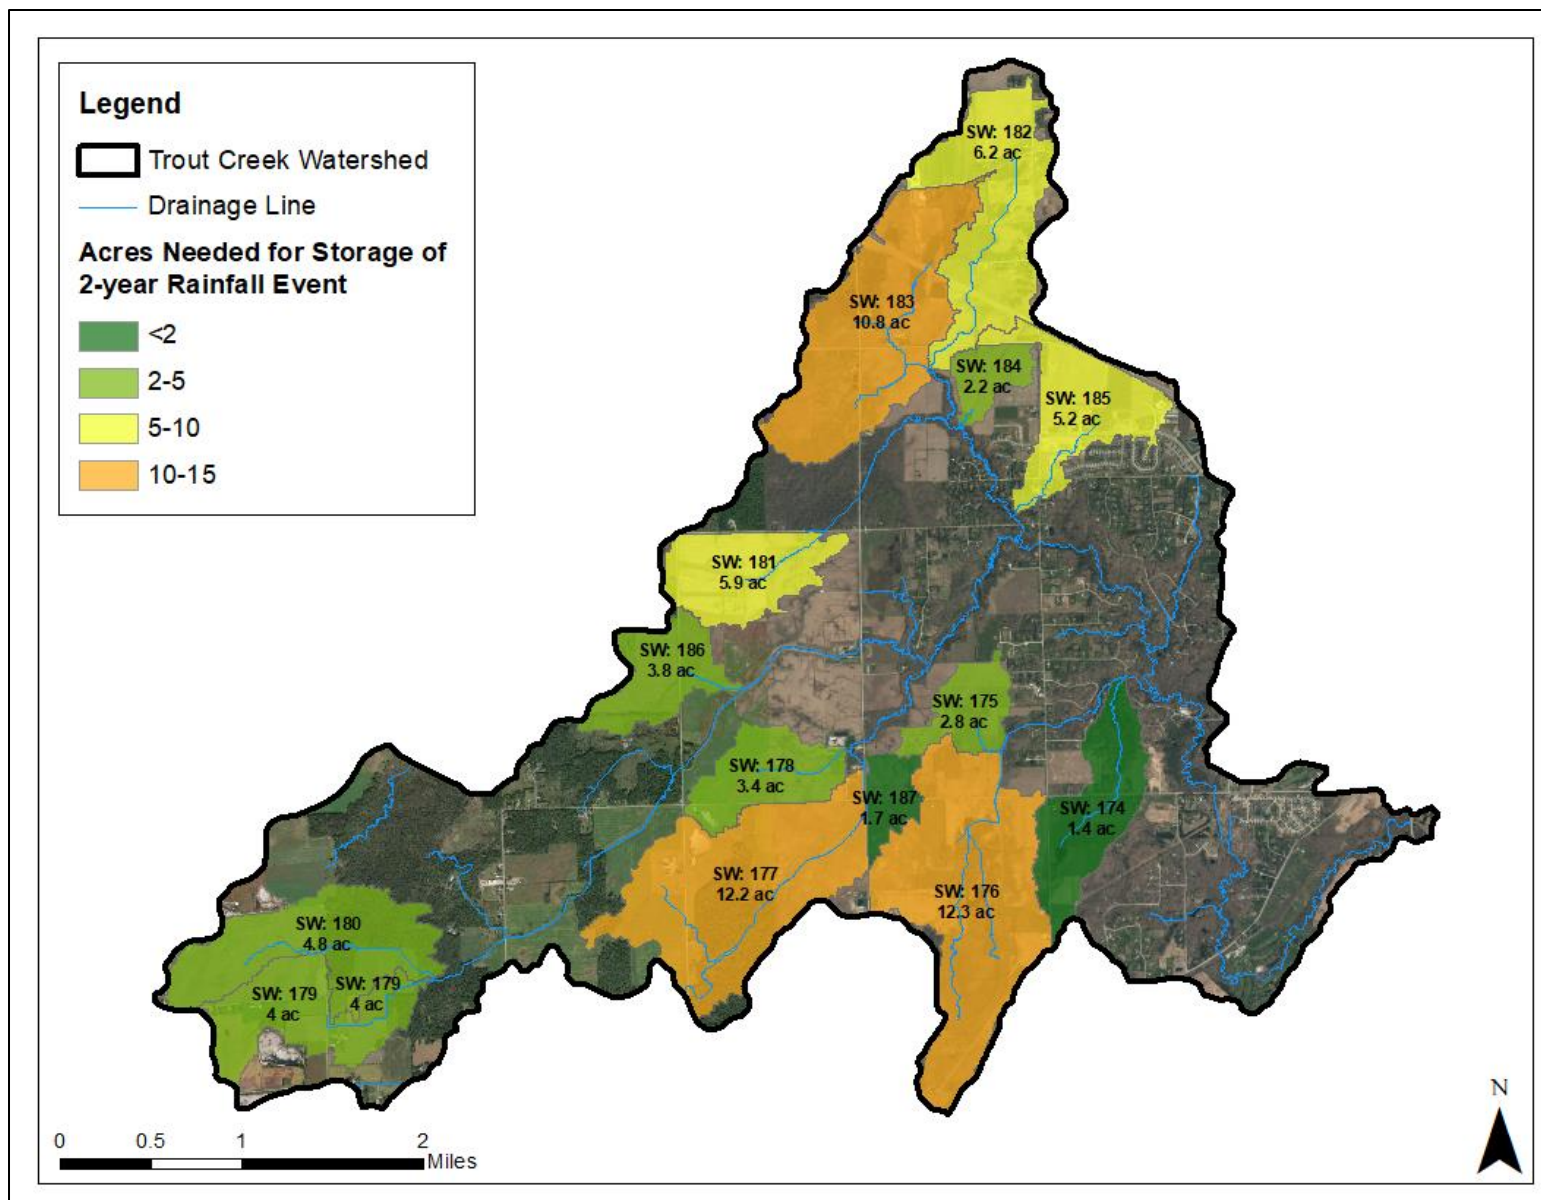 Legend
Trout Creek Watershed
Drainage Line
Acres Needed for Storage of
2-year Rainfall Event
<2
2-5
5-10
10-15
SW: 182
6.2 ac
SW: 183
10.8 ac
SW: 184
2.2 ac
SW: 185
5.2 ac
SW: 181
5.9 ac
SW: 186
3.8 ac
SW: 175
2.8 ac
SW: 178
3.4 ac
SW: 187
1.7 ac
SW: 174
1.4 ac
SW: 177
12.2 ac
SW: 176
12.3 ac
SW: 180
4.8 ac
SW: 179
4 ac
SW: 179
4 ac
N
0 0.5 1 2
Miles